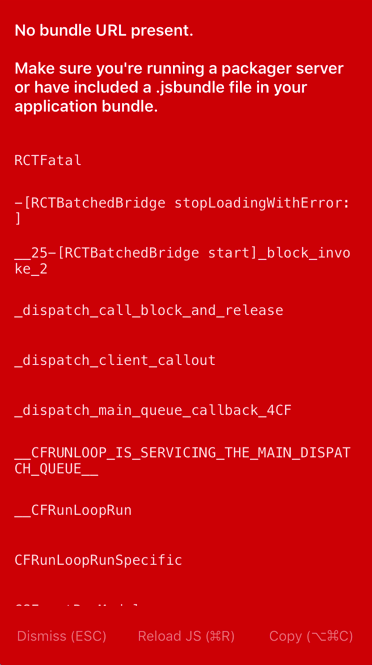 No bundle URL present.
Make sure you're running a packager server
or have included a .jsbundle file in your
application bundle.
RCTFatal
-[RCTBatchedBridge stopLoadingWithError:
]
__25-[RCTBatchedBridge start]_block_invo
ke_2
_dispatch_call_block_and_release
_dispatch_client_callout
_dispatch_main_queue_callback_4CF
__CFRUNLOOP_IS_SERVICING_THE_MAIN_DISPAT
CH_QUEUE__
__CFRunLoopRun
CFRunLoopRunSpecific
Dismiss (ESC) Reload JS (⌘R) Copy (⌥⌘C)